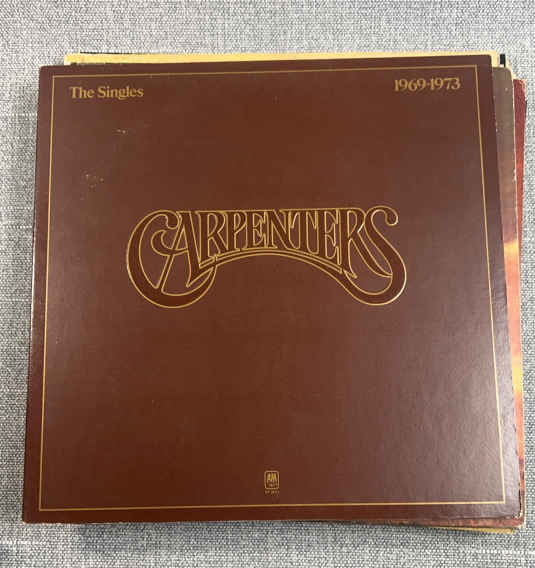 The Singles
1969-1973
CARPENTERS
A&M